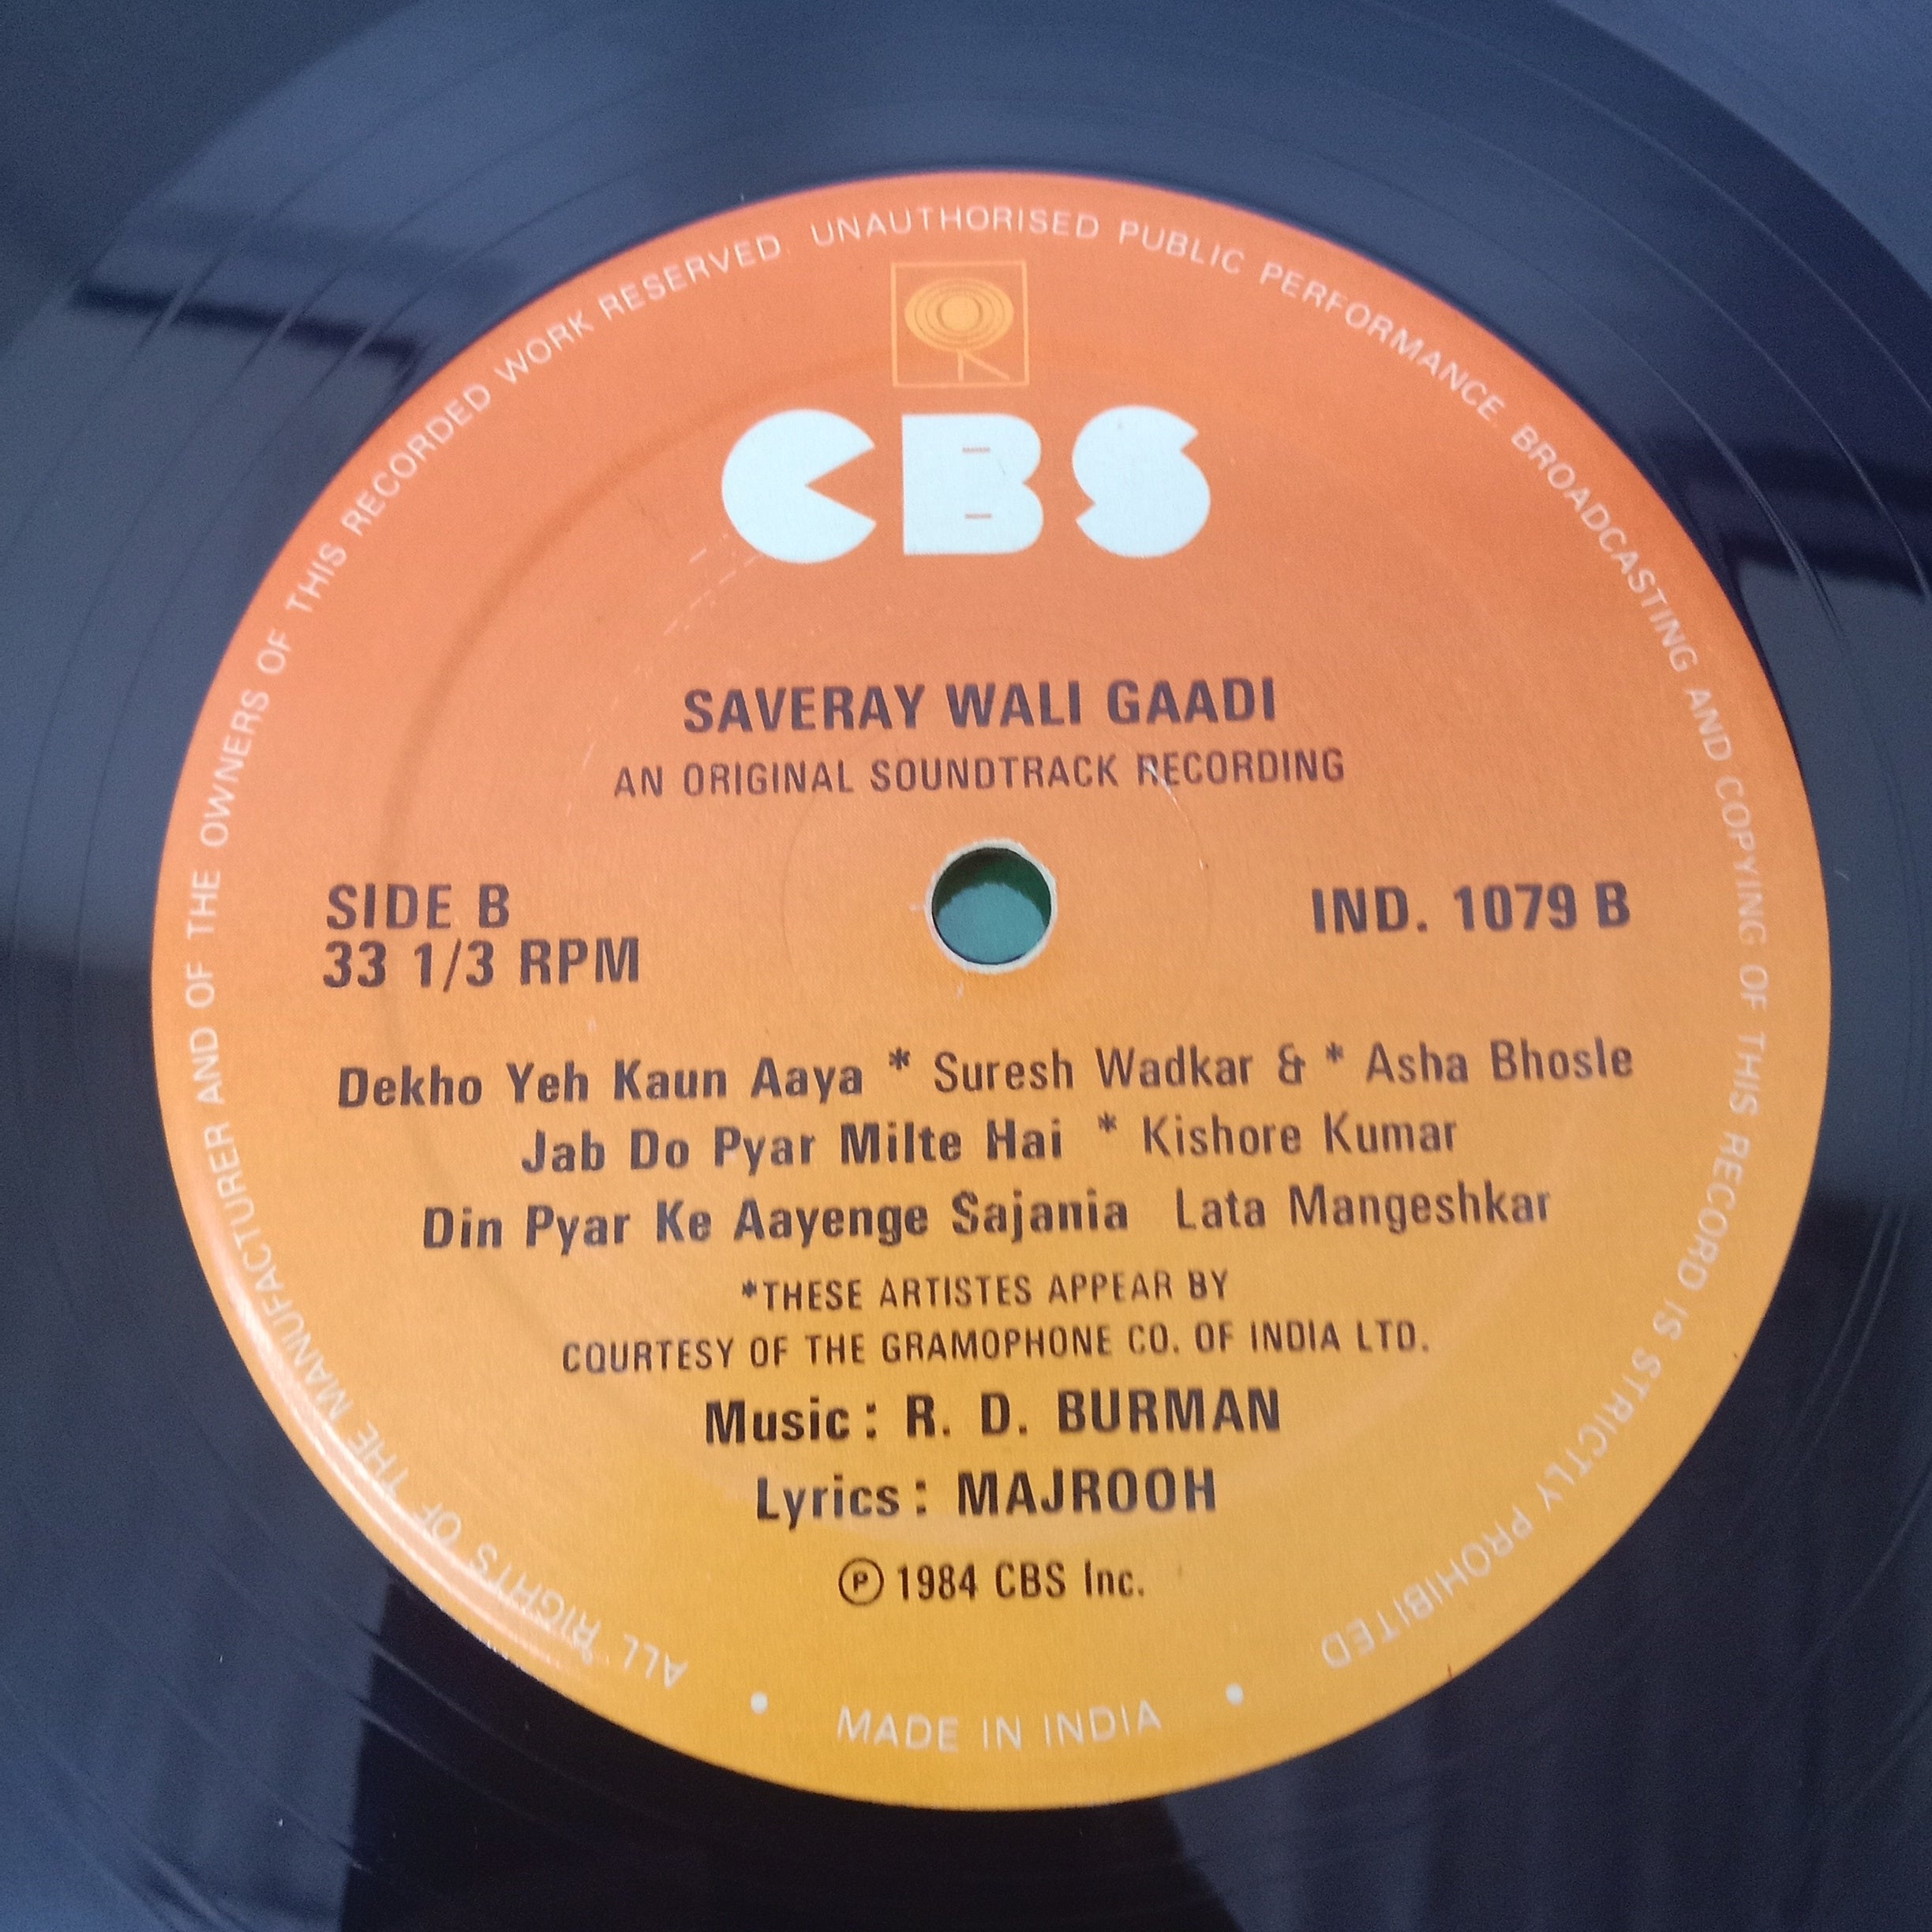 ALL RIGHTS OF THE MANUFACTURER AND OF THE OWNERS OF THIS RECORDED WORK RESERVED. UNAUTHORISED PUBLIC PERFORMANCE. BROADCASTING AND COPYING OF THIS RECORD IS STRICTLY PROHIBITED
CBS
SAVERAY WALI GAADI
AN ORIGINAL SOUNDTRACK RECORDING
SIDE B
33 1/3 RPM
IND. 1079 B
Dekho Yeh Kaun Aaya * Suresh Wadkar & * Asha Bhosle
Jab Do Pyar Milte Hai * Kishore Kumar
Din Pyar Ke Aayenge Sajania Lata Mangeshkar
*THESE ARTISTES APPEAR BY
COURTESY OF THE GRAMOPHONE CO. OF INDIA LTD.
Music : R. D. BURMAN
Lyrics : MAJROOH
Ⓟ 1984 CBS Inc.
• MADE IN INDIA •